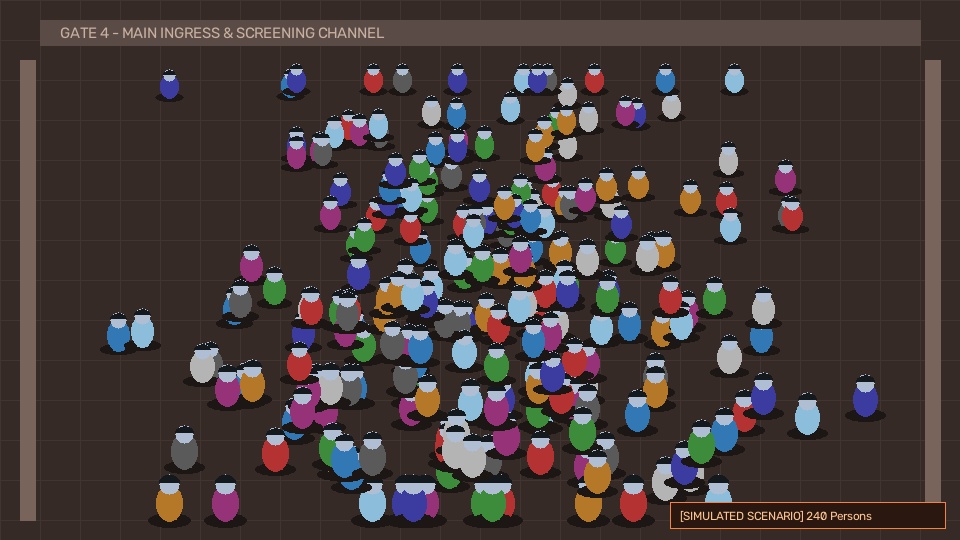 GATE 4 - MAIN INGRESS & SCREENING CHANNEL
[SIMULATED SCENARIO] 240 Persons